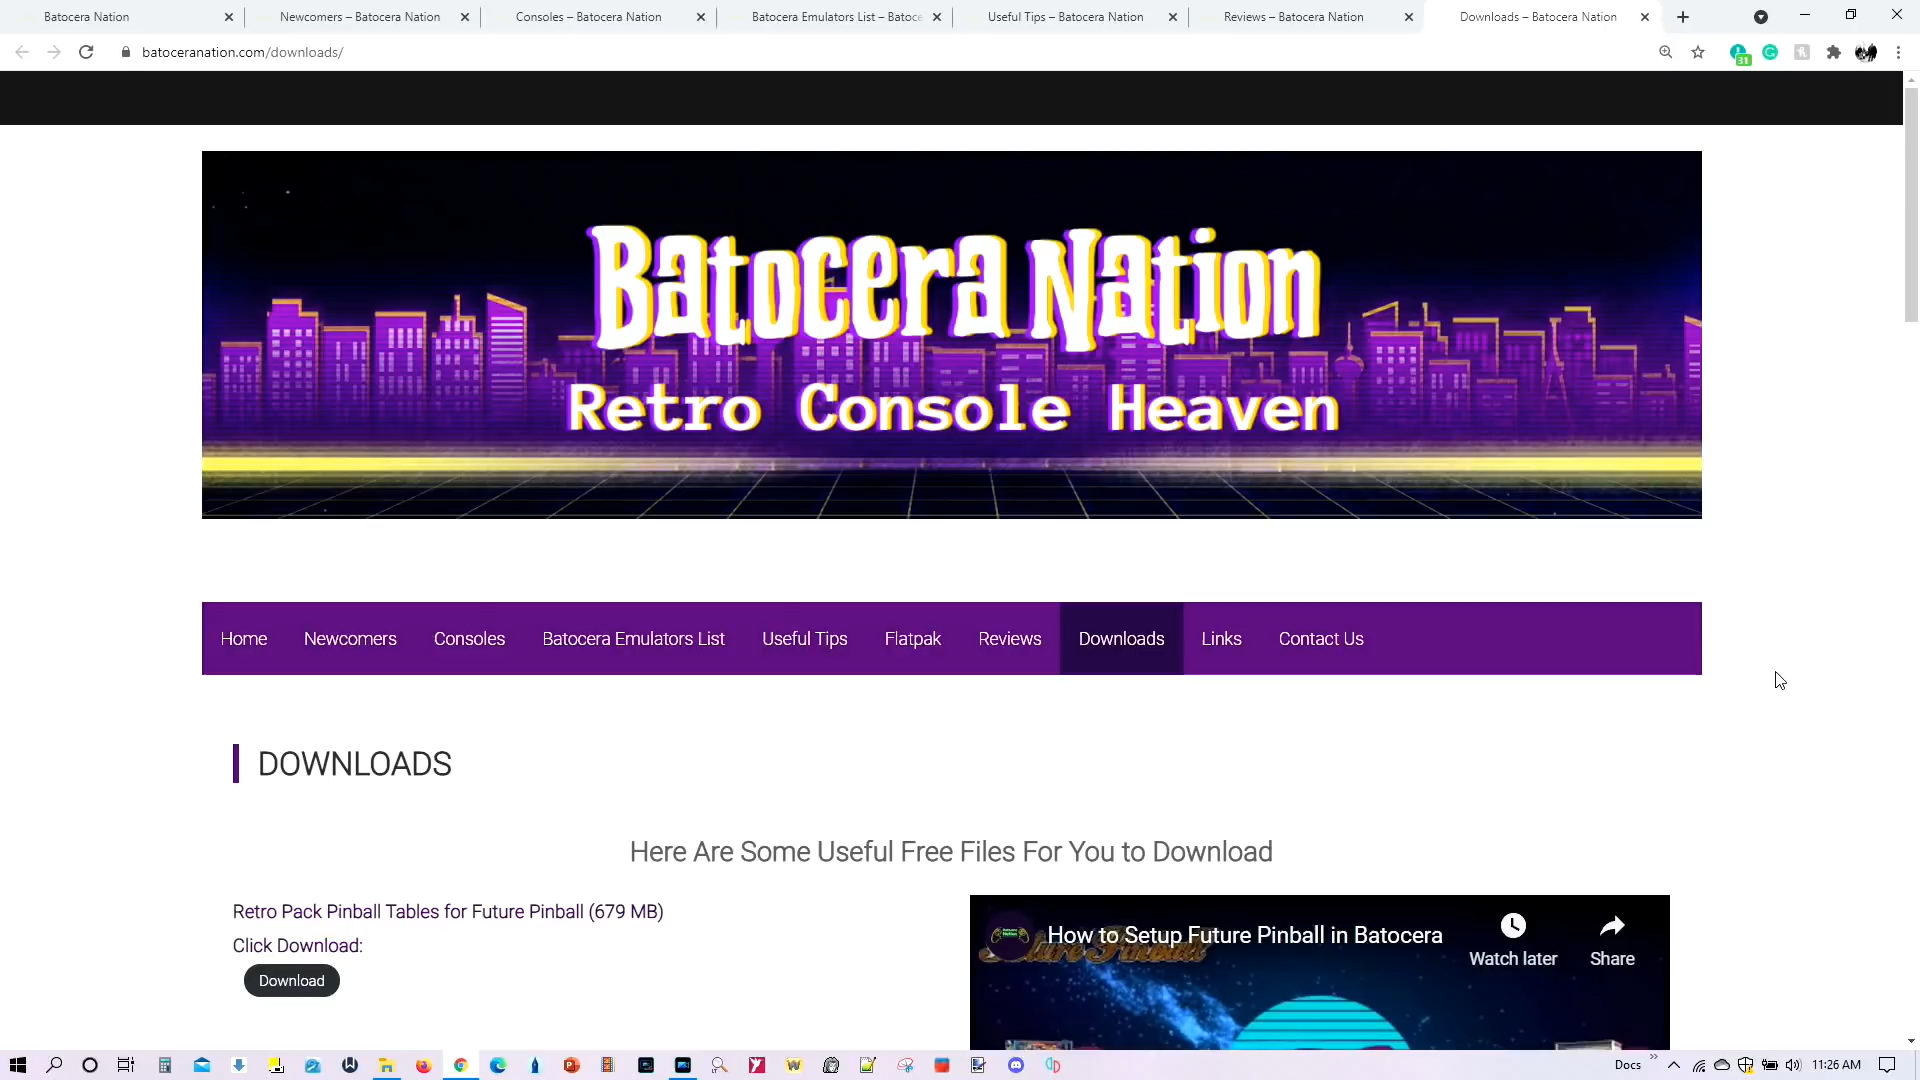 Batocera Nation
Newcomers – Batocera Nation
Consoles – Batocera Nation
Batocera Emulators List – Batoce
Useful Tips – Batocera Nation
Reviews – Batocera Nation
Downloads – Batocera Nation
batoceranation.com/downloads/
31
Batocera Nation
Retro Console Heaven
Home
Newcomers
Consoles
Batocera Emulators List
Useful Tips
Flatpak
Reviews
Downloads
Links
Contact Us
DOWNLOADS
Here Are Some Useful Free Files For You to Download
Retro Pack Pinball Tables for Future Pinball (679 MB)
Click Download:
Download
How to Setup Future Pinball in Batocera
Watch later
Share
Docs
11:26 AM